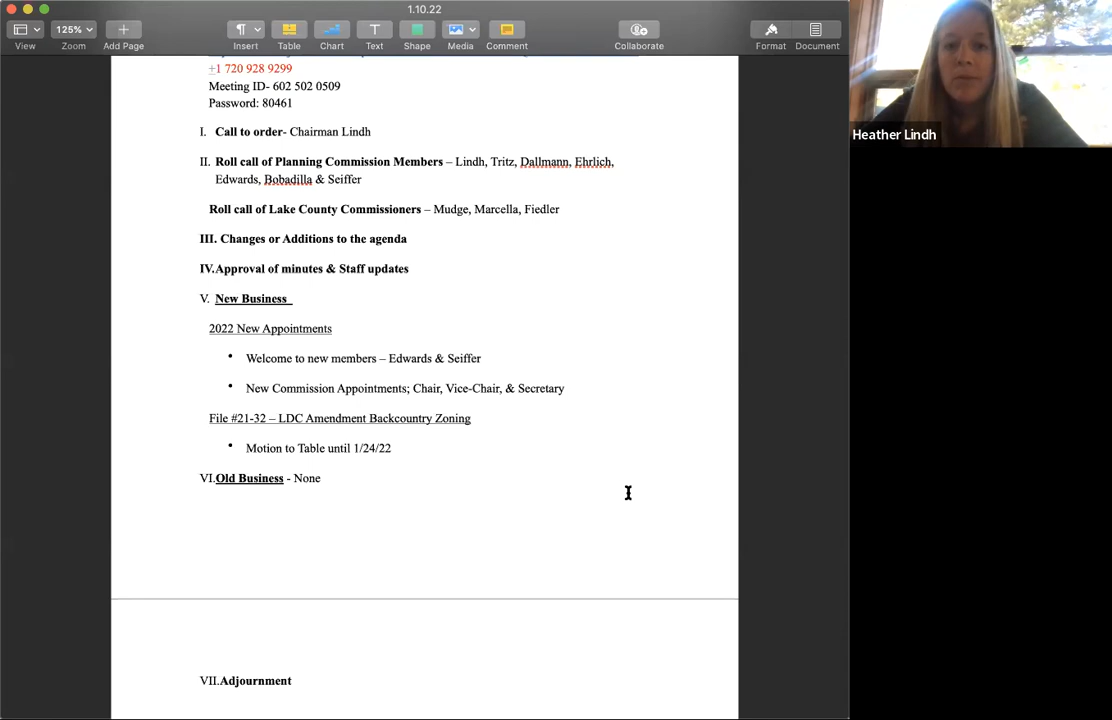 1.10.22
125%
View
Zoom
Add Page
Insert
Table
Chart
Text
Shape
Media
Comment
Collaborate
Format
Document
+1 720 928 9299
Meeting ID- 602 502 0509
Password: 80461
I. Call to order- Chairman Lindh
II. Roll call of Planning Commission Members – Lindh, Tritz, Dallmann, Ehrlich,
Edwards, Bobadilla & Seiffer
Roll call of Lake County Commissioners – Mudge, Marcella, Fiedler
III. Changes or Additions to the agenda
IV.Approval of minutes & Staff updates
V. New Business
2022 New Appointments
• Welcome to new members – Edwards & Seiffer
• New Commission Appointments; Chair, Vice-Chair, & Secretary
File #21-32 – LDC Amendment Backcountry Zoning
• Motion to Table until 1/24/22
VI.Old Business - None
VII.Adjournment
Heather Lindh